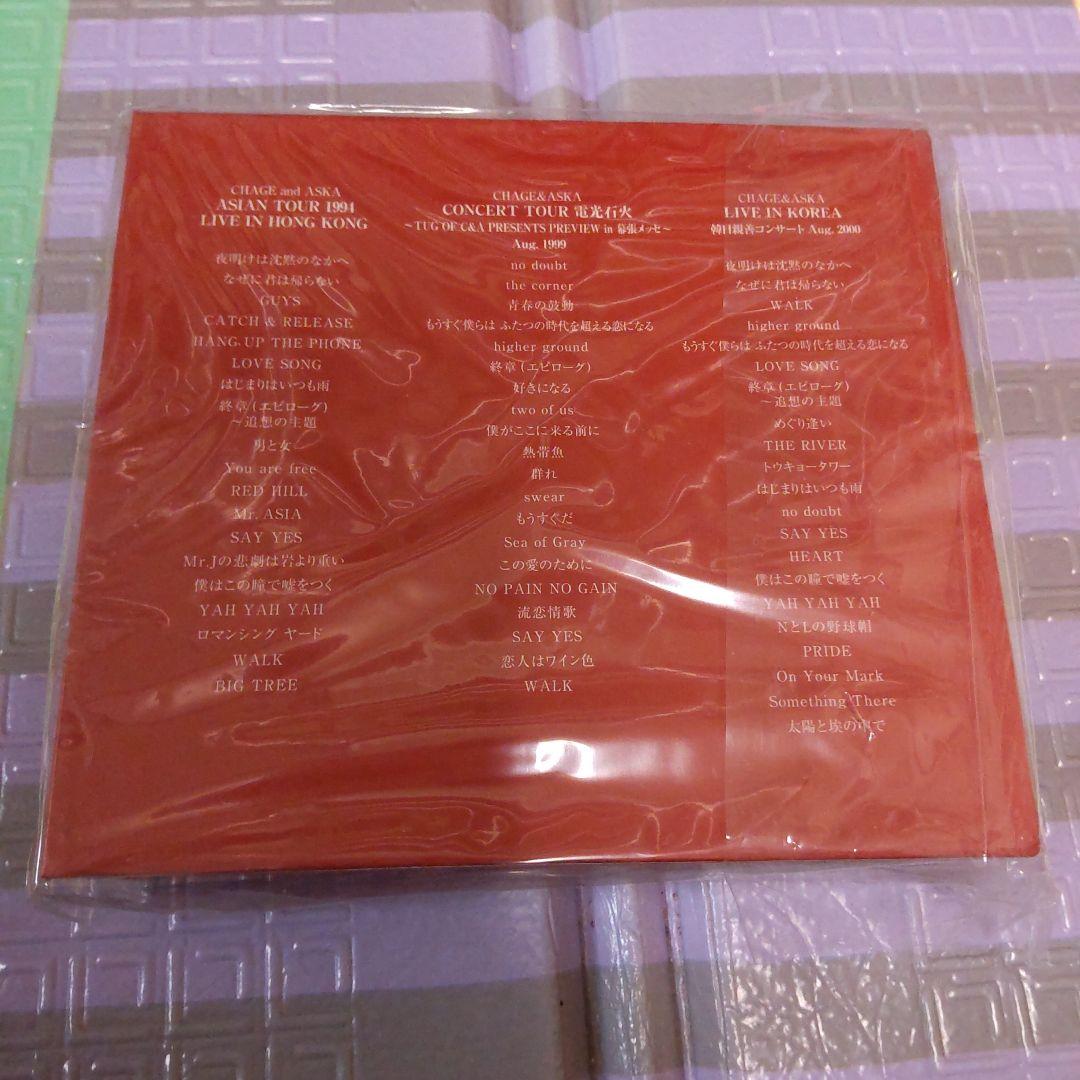 CHAGE and ASKA
ASIAN TOUR 1994
LIVE IN HONG KONG
夜明けは沈黙のなかへ
なぜに君は帰らない
GUYS
CATCH & RELEASE
HANG UP THE PHONE
LOVE SONG
はじまりはいつも雨
終章(エピローグ)
～追想の主題
男と女
You are free
RED HILL
Mr. ASIA
SAY YES
Mr.Jの悲劇は岩より重い
僕はこの瞳で嘘をつく
YAH YAH YAH
ロマンシング ヤード
WALK
BIG TREE
CHAGE&ASKA
CONCERT TOUR 電光石火
～TUG OF C&A PRESENTS PREVIEW in 幕張メッセ～
Aug. 1999
no doubt
the corner
青春の鼓動
もうすぐ僕らは ふたつの時代を超える恋になる
higher ground
終章(エピローグ)
好きになる
two of us
僕がここに来る前に
熱帯魚
群れ
swear
もうすぐだ
Sea of Gray
この愛のために
NO PAIN NO GAIN
流恋情歌
SAY YES
恋人はワイン色
WALK
CHAGE&ASKA
LIVE IN KOREA
韓日親善コンサート Aug. 2000
夜明けは沈黙のなかへ
なぜに君は帰らない
WALK
higher ground
もうすぐ僕らは ふたつの時代を超える恋になる
LOVE SONG
終章(エピローグ)
～追想の主題
めぐり逢い
THE RIVER
トウキョータワー
はじまりはいつも雨
no doubt
SAY YES
HEART
僕はこの瞳で嘘をつく
YAH YAH YAH
NとLの野球帽
PRIDE
On Your Mark
Something There
太陽と埃の中で